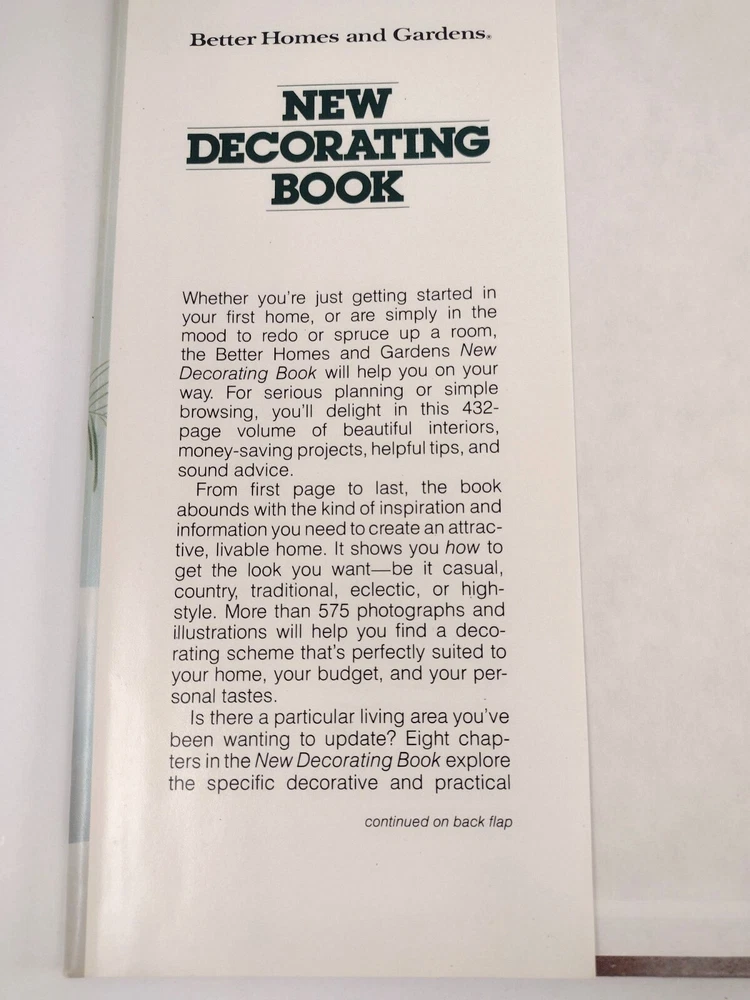 Better Homes and Gardens®
NEW
DECORATING
BOOK
Whether you're just getting started in
your first home, or are simply in the
mood to redo or spruce up a room,
the Better Homes and Gardens New
Decorating Book will help you on your
way. For serious planning or simple
browsing, you'll delight in this 432-
page volume of beautiful interiors,
money-saving projects, helpful tips, and
sound advice.
From first page to last, the book
abounds with the kind of inspiration and
information you need to create an attrac-
tive, livable home. It shows you how to
get the look you want—be it casual,
country, traditional, eclectic, or high-
style. More than 575 photographs and
illustrations will help you find a deco-
rating scheme that's perfectly suited to
your home, your budget, and your per-
sonal tastes.
Is there a particular living area you've
been wanting to update? Eight chap-
ters in the New Decorating Book explore
the specific decorative and practical
continued on back flap